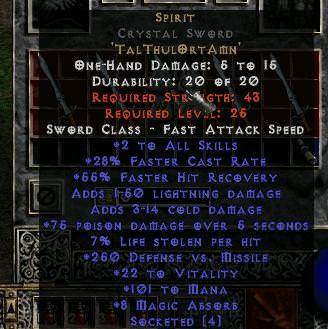 Spirit
Crystal Sword
'TalThulOrtAmn'
One-Hand Damage: 5 to 15
Durability: 20 of 20
Required Strength: 43
Required Level: 25
Sword Class - Fast Attack Speed
+2 to All Skills
+28% Faster Cast Rate
+55% Faster Hit Recovery
Adds 1-50 lightning damage
Adds 3-14 cold damage
+75 poison damage over 5 seconds
7% Life stolen per hit
+250 Defense vs. Missile
+22 to Vitality
+101 to Mana
+8 Magic Absorb
Socketed (4)